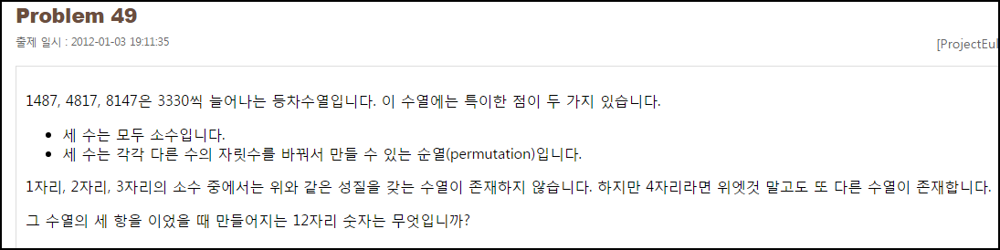 Problem 49
출제 일시 : 2012-01-03 19:11:35
[ProjectEul
1487, 4817, 8147은 3330씩 늘어나는 등차수열입니다. 이 수열에는 특이한 점이 두 가지 있습니다.
• 세 수는 모두 소수입니다.
• 세 수는 각각 다른 수의 자릿수를 바꿔서 만들 수 있는 순열(permutation)입니다.
1자리, 2자리, 3자리의 소수 중에서는 위와 같은 성질을 갖는 수열이 존재하지 않습니다. 하지만 4자리라면 위엣것 말고도 또 다른 수열이 존재합니다.
그 수열의 세 항을 이었을 때 만들어지는 12자리 숫자는 무엇입니까?